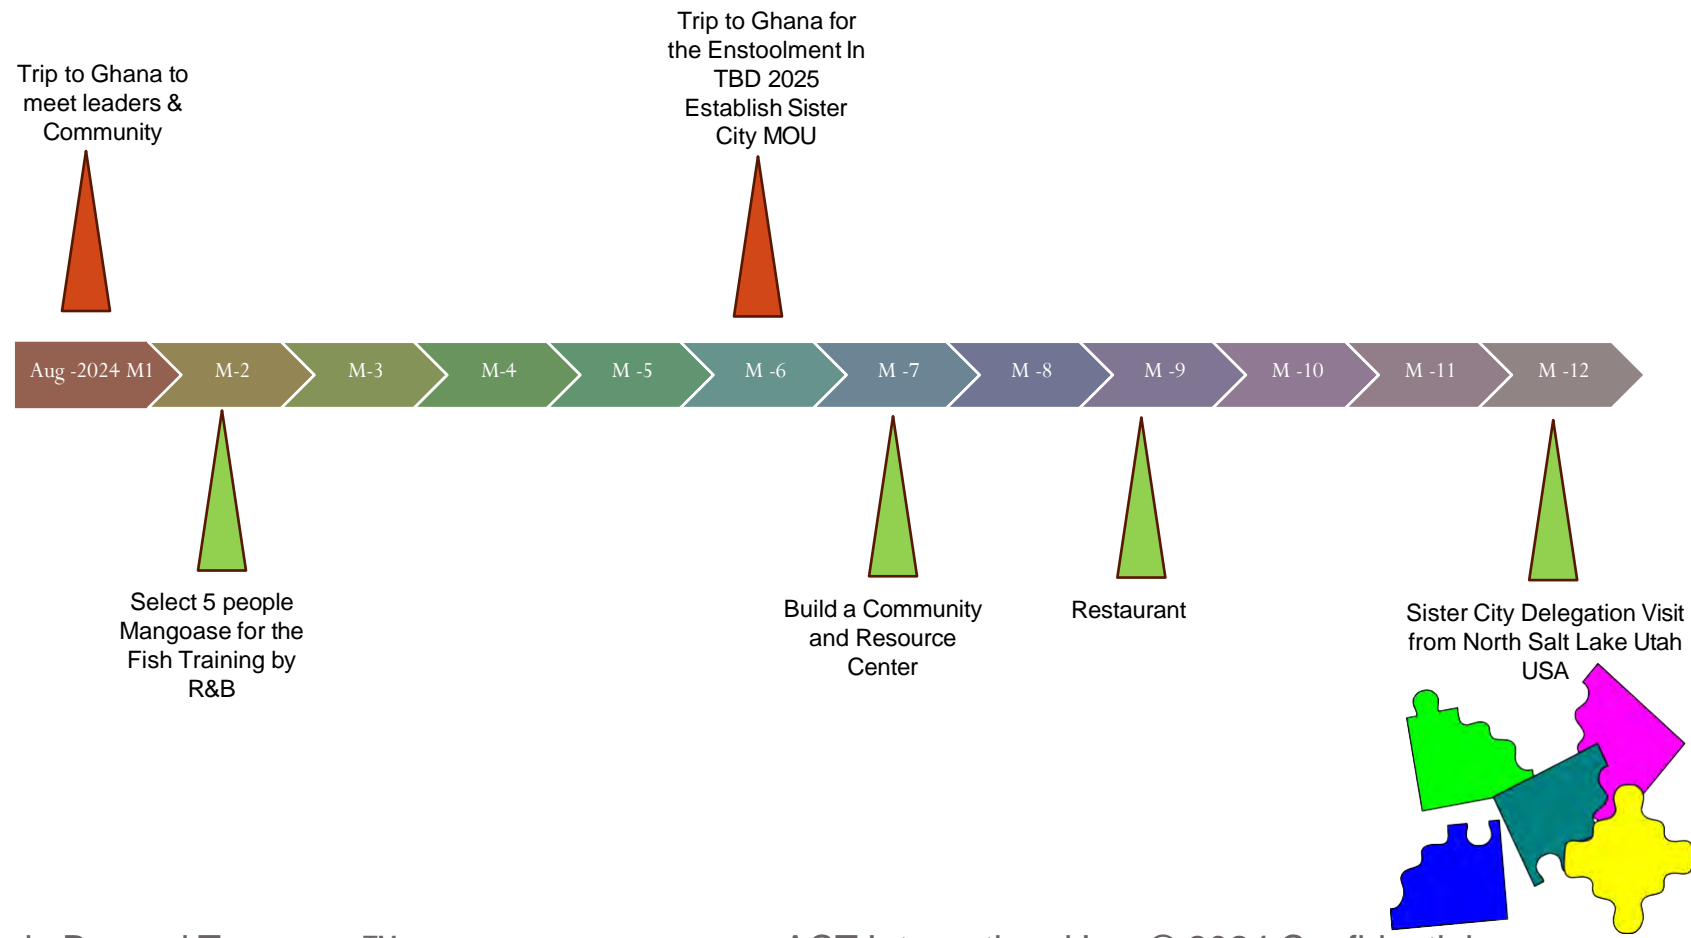 Trip to Ghana to
meet leaders &
Community
Trip to Ghana for
the Enstoolment In
TBD 2025
Establish Sister
City MOU
Aug -2024 M1
M-2
M-3
M-4
M -5
M -6
M -7
M -8
M -9
M -10
M -11
M -12
Select 5 people
Mangoase for the
Fish Training by
R&B
Build a Community
and Resource
Center
Restaurant
Sister City Delegation Visit
from North Salt Lake Utah
USA